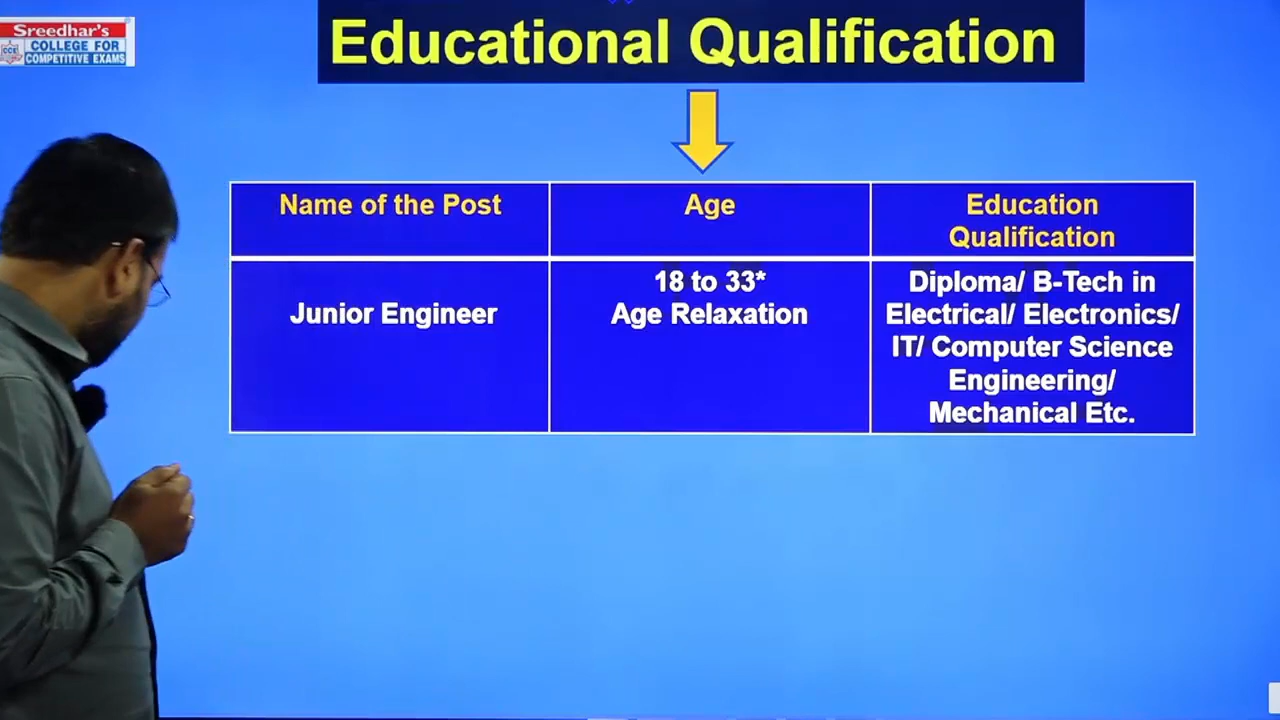 Sreedhar's
CCE
COLLEGE FOR
COMPETITIVE EXAMS
Educational Qualification
Name of the Post
Age
Education
Qualification
Junior Engineer
18 to 33*
Age Relaxation
Diploma/ B-Tech in
Electrical/ Electronics/
IT/ Computer Science
Engineering/
Mechanical Etc.